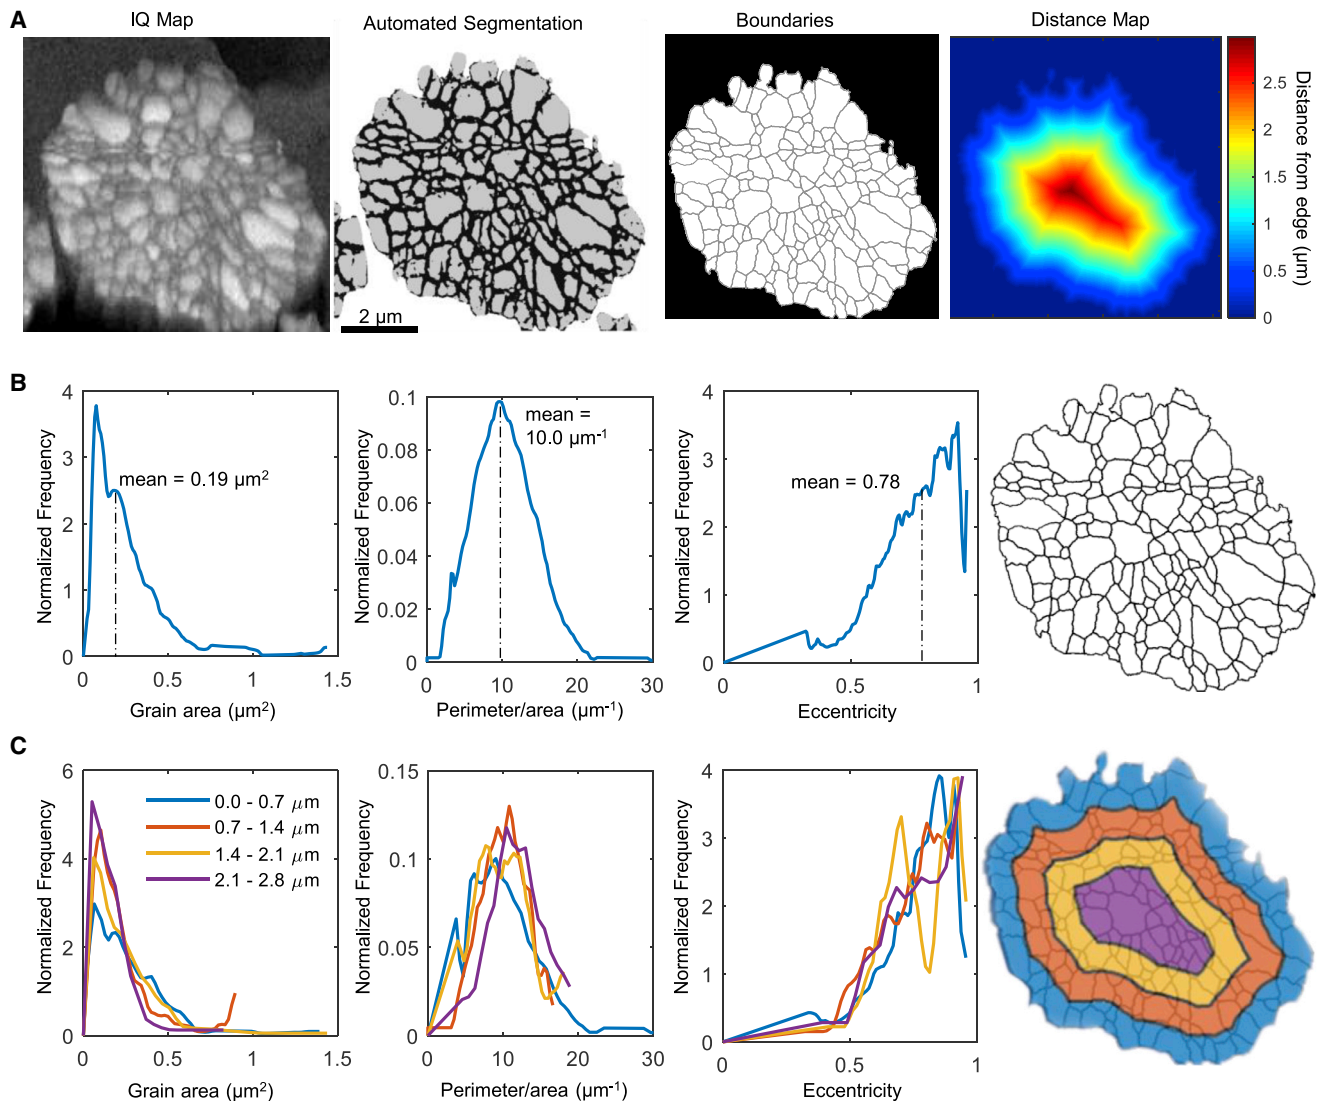 A
IQ Map
Automated Segmentation
Boundaries
Distance Map
2 µm
2.5
2
1.5
1
0.5
0
Distance from edge (µm)
B
4
3
2
1
0
Normalized Frequency
mean = 0.19 µm²
0
0.5
1
1.5
Grain area (µm²)
0.1
0.08
0.06
0.04
0.02
0
Normalized Frequency
mean =
10.0 µm⁻¹
0
10
20
30
Perimeter/area (µm⁻¹)
4
3
2
1
0
Normalized Frequency
mean = 0.78
0
0.5
1
Eccentricity
C
6
4
2
0
Normalized Frequency
0.0 - 0.7 µm
0.7 - 1.4 µm
1.4 - 2.1 µm
2.1 - 2.8 µm
0
0.5
1
1.5
Grain area (µm²)
0.15
0.1
0.05
0
Normalized Frequency
0
10
20
30
Perimeter/area (µm⁻¹)
4
3
2
1
0
Normalized Frequency
0
0.5
1
Eccentricity